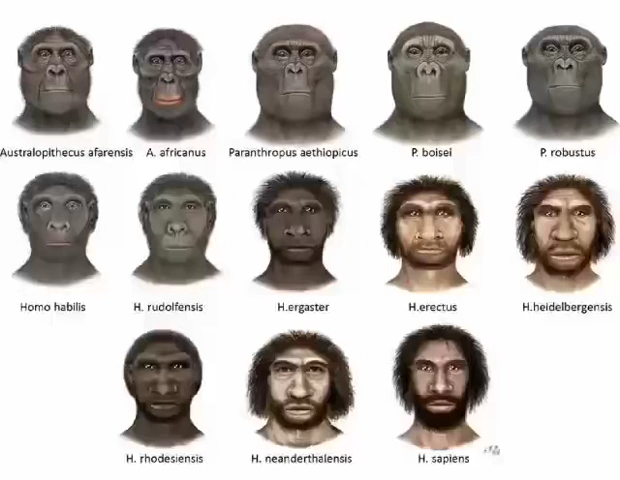 Australopithecus afarensis
A. africanus
Paranthropus aethiopicus
P. boisei
P. robustus
Homo habilis
H. rudolfensis
H.ergaster
H.erectus
H.heidelbergensis
H. rhodesiensis
H. neanderthalensis
H. sapiens